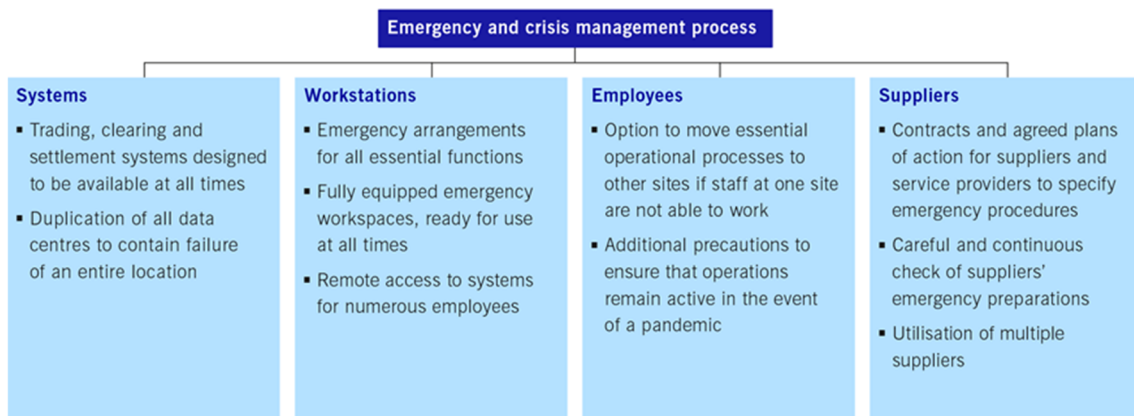 Emergency and crisis management process
Systems
▪ Trading, clearing and
settlement systems designed
to be available at all times
▪ Duplication of all data
centres to contain failure
of an entire location
Workstations
▪ Emergency arrangements
for all essential functions
▪ Fully equipped emergency
workspaces, ready for use
at all times
▪ Remote access to systems
for numerous employees
Employees
▪ Option to move essential
operational processes to
other sites if staff at one site
are not able to work
▪ Additional precautions to
ensure that operations
remain active in the event
of a pandemic
Suppliers
▪ Contracts and agreed plans
of action for suppliers and
service providers to specify
emergency procedures
▪ Careful and continuous
check of suppliers’
emergency preparations
▪ Utilisation of multiple
suppliers